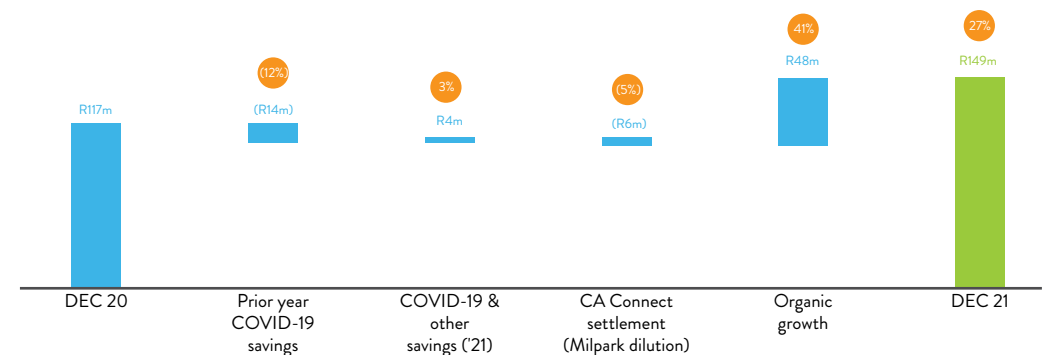 41%
27%
R48m
R149m
(12%)
3%
(5%)
R117m
(R14m)
R4m
(R6m)
DEC 20
Prior year
COVID-19
savings
COVID-19 &
other
savings ('21)
CA Connect
settlement
(Milpark dilution)
Organic
growth
DEC 21